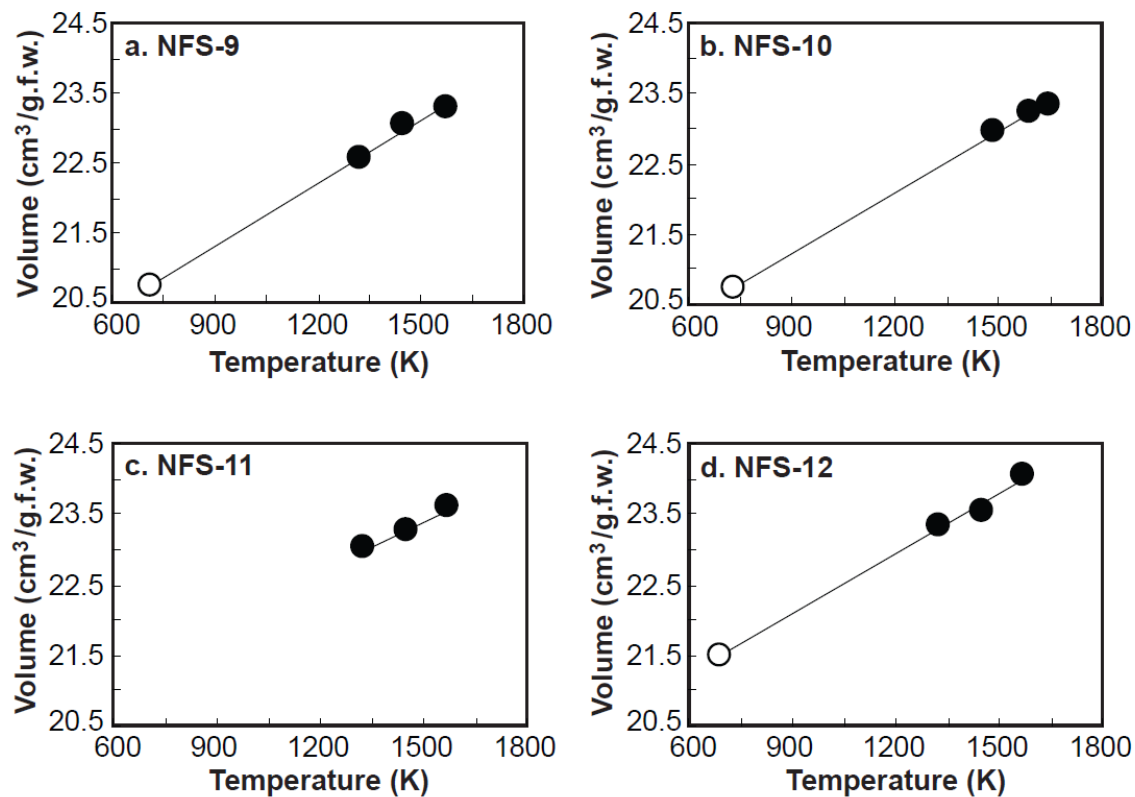 a. NFS-9
24.5
23.5
22.5
21.5
20.5
Volume (cm³/g.f.w.)
600 900 1200 1500 1800
Temperature (K)
b. NFS-10
24.5
23.5
22.5
21.5
20.5
Volume (cm³/g.f.w.)
600 900 1200 1500 1800
Temperature (K)
c. NFS-11
24.5
23.5
22.5
21.5
20.5
Volume (cm³/g.f.w.)
600 900 1200 1500 1800
Temperature (K)
d. NFS-12
24.5
23.5
22.5
21.5
20.5
Volume (cm³/g.f.w.)
600 900 1200 1500 1800
Temperature (K)